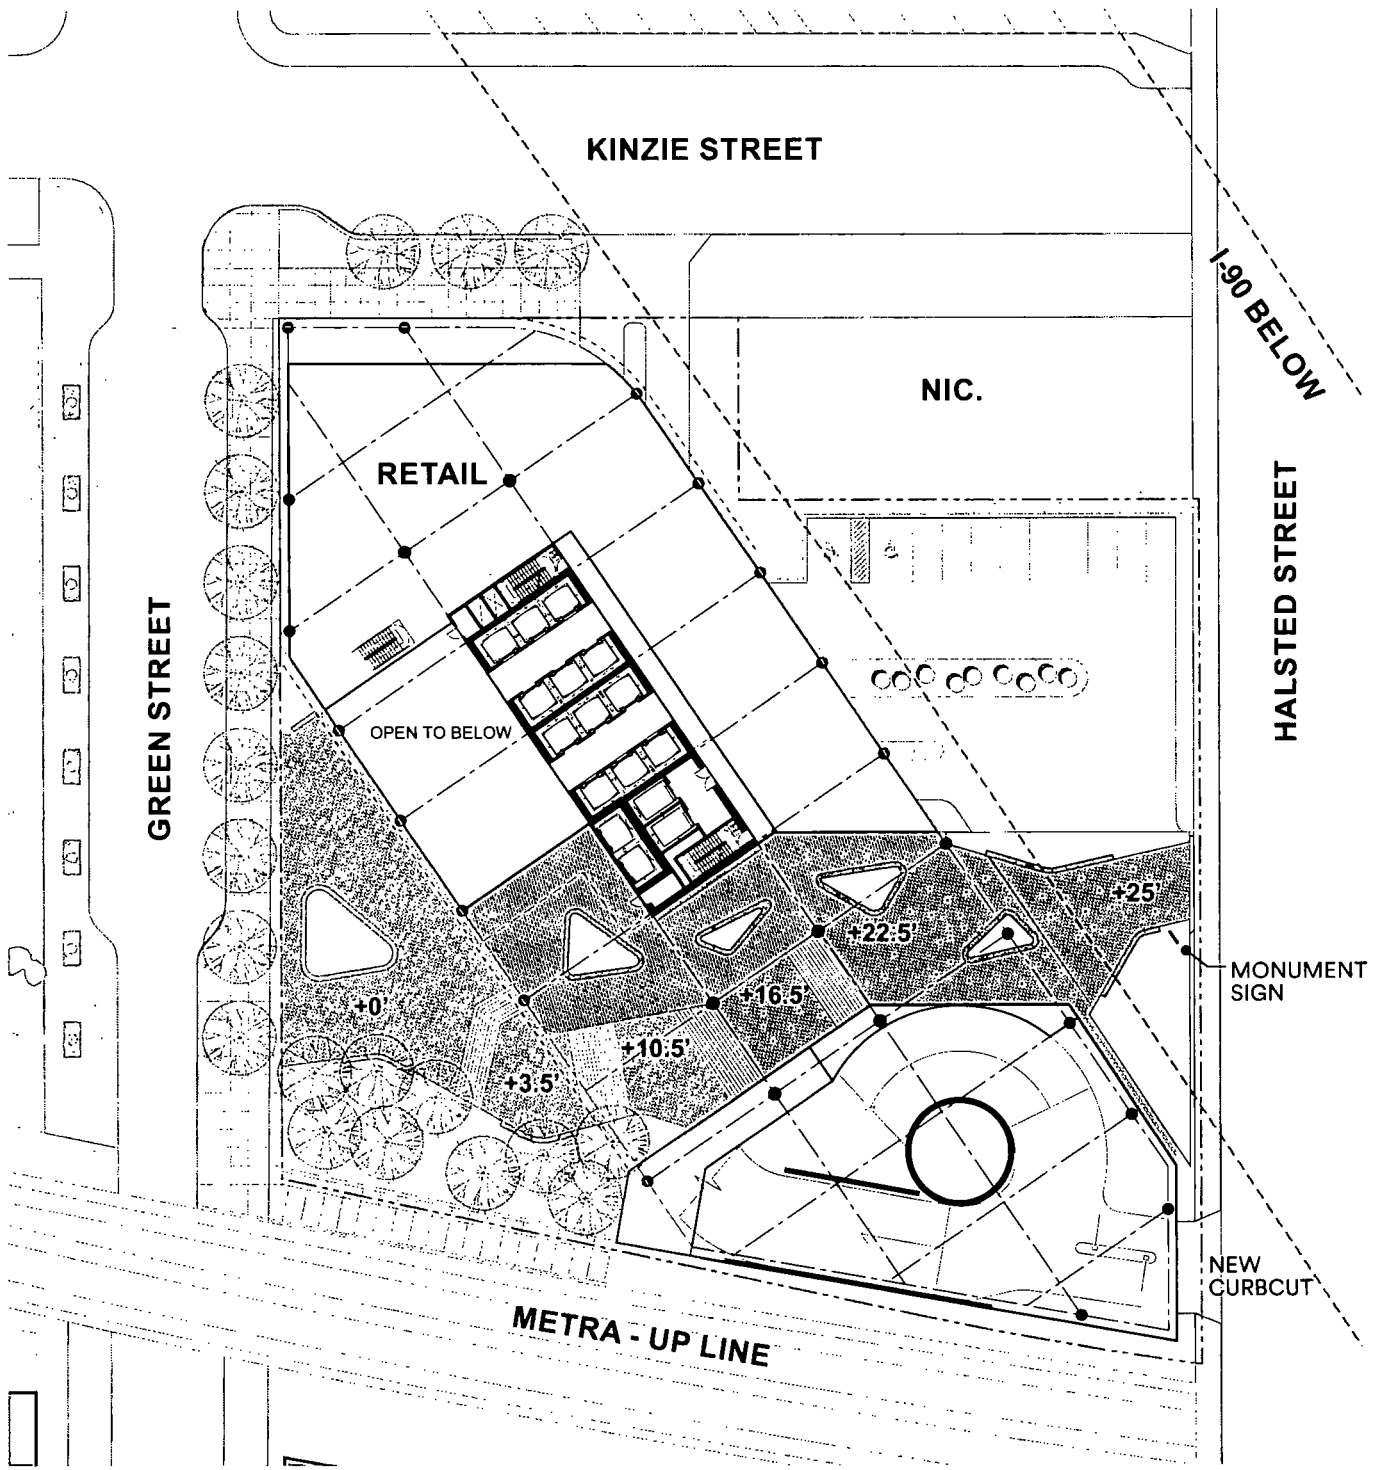 KINZIE STREET
I-90 BELOW
NIC.
RETAIL
HALSTED STREET
GREEN STREET
OPEN TO BELOW
+25'
+22.5'
MONUMENT
SIGN
+16.5'
+0'
+10.5'
+3.5'
NEW
CURBCUT
METRA - UP LINE